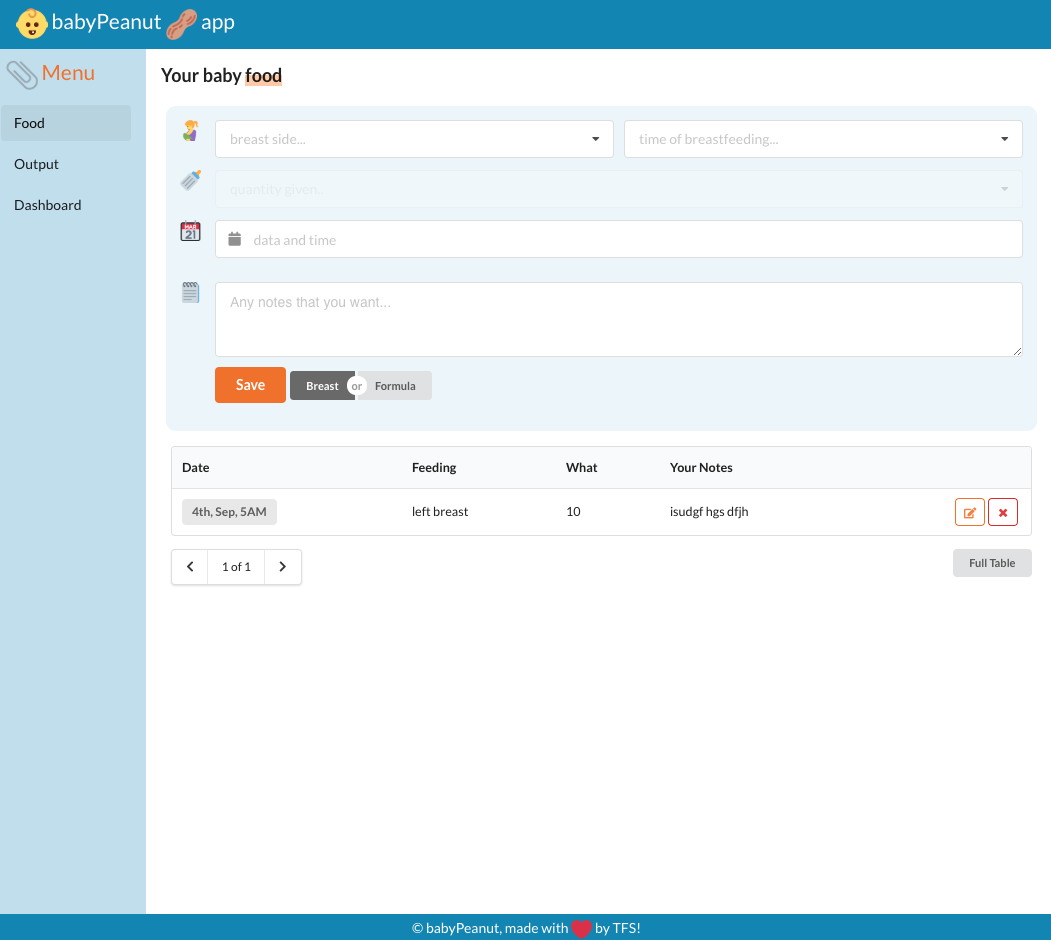 babyPeanut app
Menu
Food
Output
Dashboard
Your baby food
breast side...
time of breastfeeding...
quantity given..
MAR
21
data and time
Any notes that you want...
Save
Breast
or
Formula
Date Feeding What Your Notes
4th, Sep, 5AM left breast 10 isudgf hgs dfjh
1 of 1
Full Table
© babyPeanut, made with by TFS!